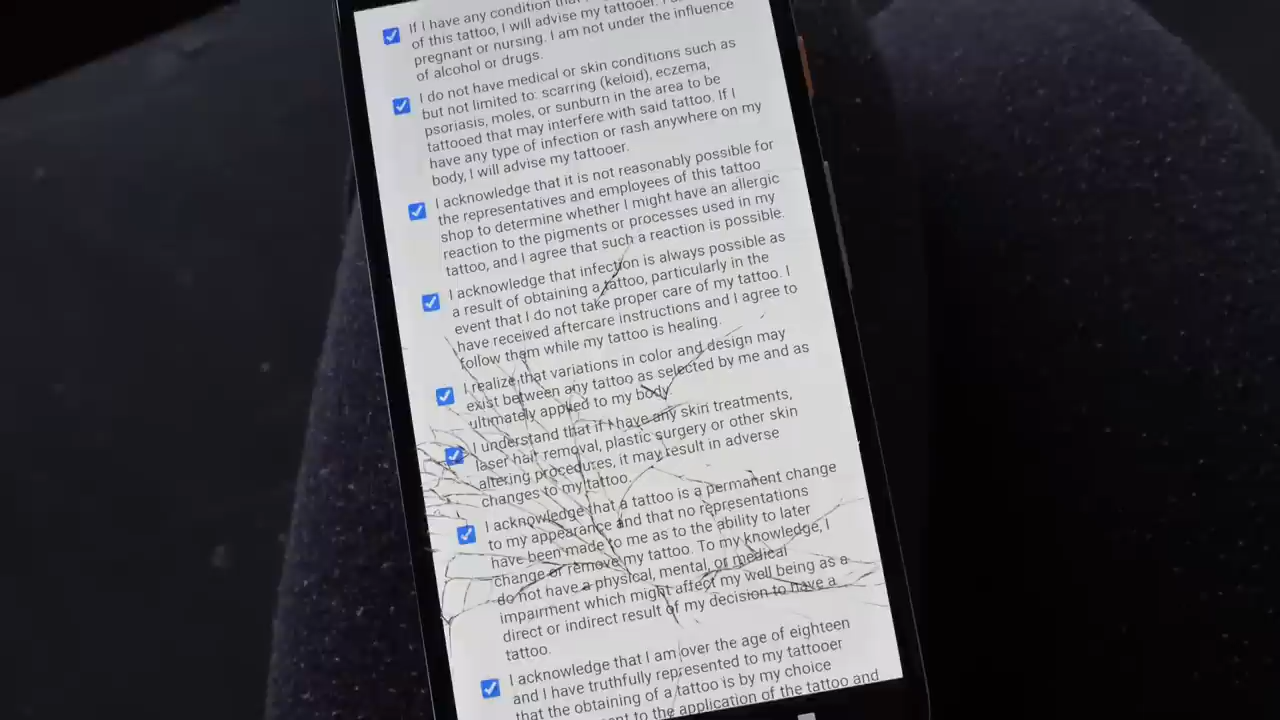 If I have any condition that
of this tattoo, I will advise my tattooer. I
pregnant or nursing. I am not under the influence
of alcohol or drugs.
I do not have medical or skin conditions such as
but not limited to: scarring (keloid), eczema,
psoriasis, moles, or sunburn in the area to be
tattooed that may interfere with said tattoo. If I
have any type of infection or rash anywhere on my
body, I will advise my tattooer.
I acknowledge that it is not reasonably possible for
the representatives and employees of this tattoo
shop to determine whether I might have an allergic
reaction to the pigments or processes used in my
tattoo, and I agree that such a reaction is possible.
I acknowledge that infection is always possible as
a result of obtaining a tattoo, particularly in the
event that I do not take proper care of my tattoo. I
have received aftercare instructions and I agree to
follow them while my tattoo is healing.
I realize that variations in color and design may
exist between any tattoo as selected by me and as
ultimately applied to my body
I understand that if I have any skin treatments,
laser hair removal, plastic surgery or other skin
altering procedures, it may result in adverse
changes to my tattoo.
I acknowledge that a tattoo is a permanent change
to my appearance and that no representations
have been made to me as to the ability to later
change or remove my tattoo. To my knowledge, I
do not have a physical, mental, or medical
impairment which might affect my well being as a
direct or indirect result of my decision to have a
tattoo.
I acknowledge that I am over the age of eighteen
and I have truthfully represented to my tattooer
that the obtaining of a tattoo is by my choice
to the application of the tattoo and